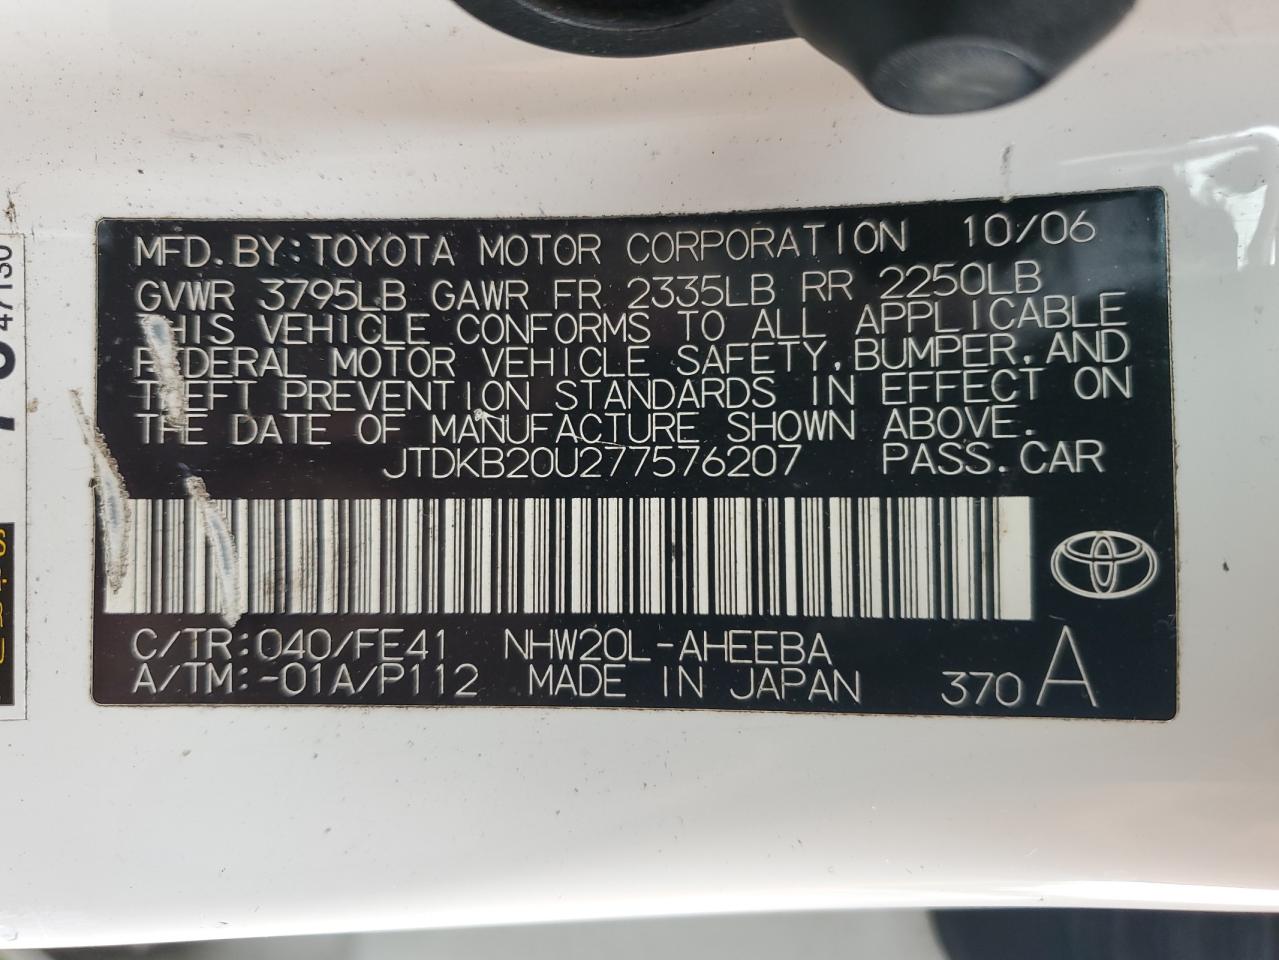 MFD. BY: TOYOTA MOTOR CORPORATION 10/06
GVWR 3795LB GAWR FR 2335LB RR 2250LB
THIS VEHICLE CONFORMS TO ALL APPLICABLE
FEDERAL MOTOR VEHICLE SAFETY, BUMPER, AND
THEFT PREVENTION STANDARDS IN EFFECT ON
THE DATE OF MANUFACTURE SHOWN ABOVE.
JTDKB20U277576207 PASS. CAR
C/TR: 040/FE41 NHW20L-AHEEBA
A/TM: -01A/P112 MADE IN JAPAN 370 A